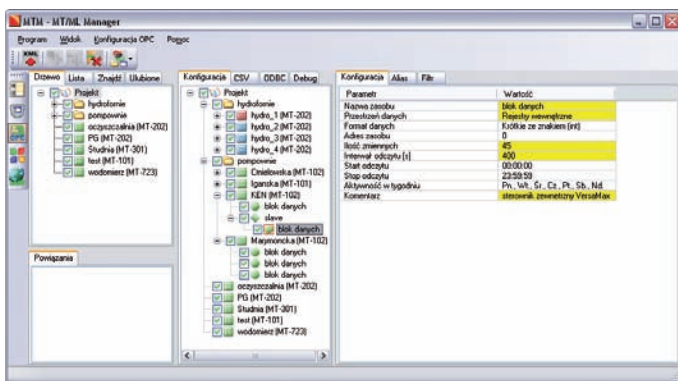 MTM - MT/ML Manager
Program Widok Konfiguracja OPC Pomoc
XML
Drzewo Lista Znajdź Ulubione
Projekt
hydrofornie
pompownie
oczyszczalnia (MT-202)
PG (MT-202)
Studnia (MT-301)
test (MT-101)
wodomierz (MT-723)
Powiązania
OPC
Konfiguracja CSV ODBC Debug
Projekt
hydrofornie
hydro_1 (MT-202)
hydro_2 (MT-202)
hydro_3 (MT-202)
hydro_4 (MT-202)
pompownie
Cmielowska (MT-102)
Iganska (MT-101)
KEN (MT-102)
blok danych
slave
blok danych
Marymoncka (MT-102)
blok danych
blok danych
blok danych
oczyszczalnia (MT-202)
PG (MT-202)
Studnia (MT-301)
test (MT-101)
wodomierz (MT-723)
Konfiguracja Alias Filtr
Parametr Wartość
Nazwa zasobu blok danych
Przestrzeń danych Rejestry wewnętrzne
Format danych Krótkie ze znakiem (int)
Adres zasobu 0
Ilość zmiennych 45
Interwał odczytu [s] 400
Start odczytu 00:00:00
Stop odczytu 23:59:59
Aktywność w tygodniu Pn., Wt., Śr., Cz., Pt., Sb., Nd.
Komentarz sterownik zewnetrzny VersaMax